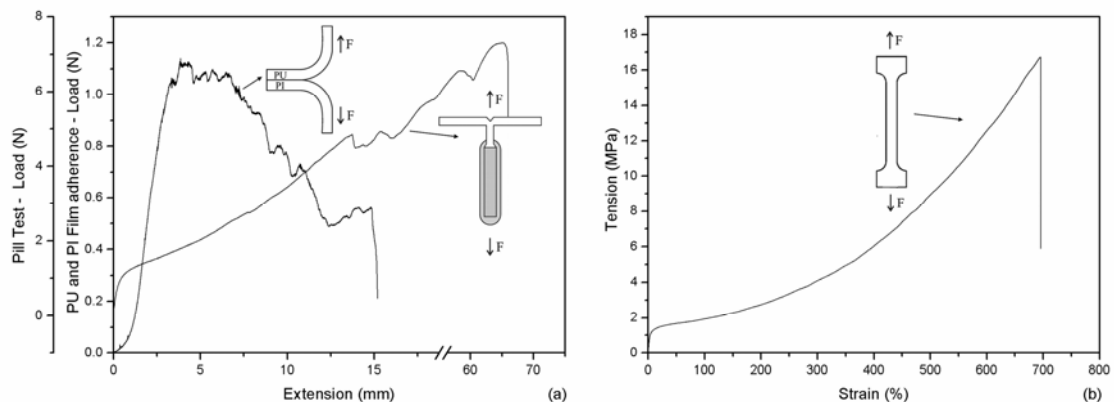 Pill Test - Load (N)
8
6
4
2
0
PU and PI Film adherence - Load (N)
1.2
1.0
0.8
0.6
0.4
0.2
0.0
PU
PI
F
F
F
F
0 5 10 15 60 65 70
Extension (mm)
(a)
Tension (MPa)
18
16
14
12
10
8
6
4
2
0
F
F
0 100 200 300 400 500 600 700 800
Strain (%)
(b)